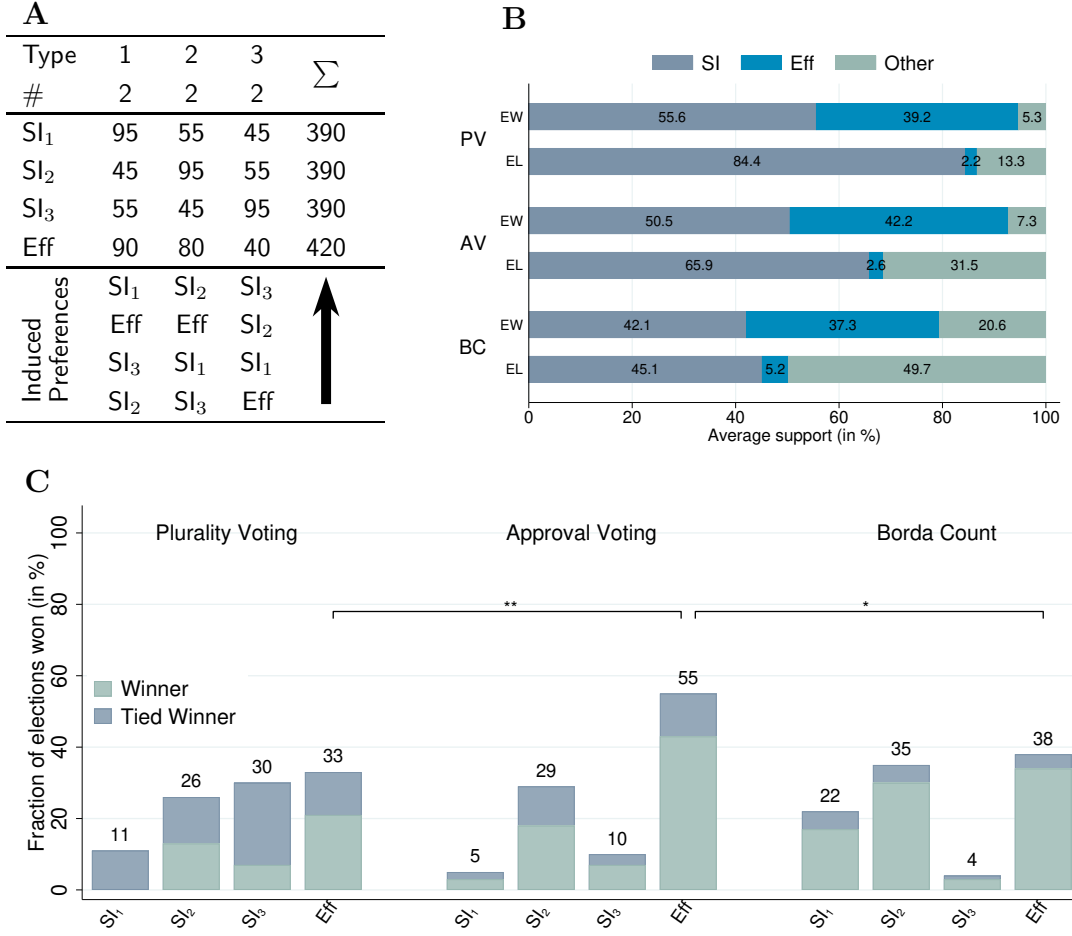 A
Type 1 2 3 ∑
# 2 2 2
SI₁ 95 55 45 390
SI₂ 45 95 55 390
SI₃ 55 45 95 390
Eff 90 80 40 420
Induced Preferences
SI₁ SI₂ SI₃
Eff Eff SI₂
SI₃ SI₁ SI₁
SI₂ SI₃ Eff
B
SI Eff Other
PV
EW 55.6 39.2 5.3
EL 84.4 2.2 13.3
AV
EW 50.5 42.2 7.3
EL 65.9 2.6 31.5
BC
EW 42.1 37.3 20.6
EL 45.1 5.2 49.7
0 20 40 60 80 100
Average support (in %)
C
Fraction of elections won (in %)
100
80
60
40
20
0
Plurality Voting Approval Voting Borda Count
** *
Winner
Tied Winner
11 26 30 33 5 29 10 55 22 35 4 38
SI₁ SI₂ SI₃ Eff SI₁ SI₂ SI₃ Eff SI₁ SI₂ SI₃ Eff